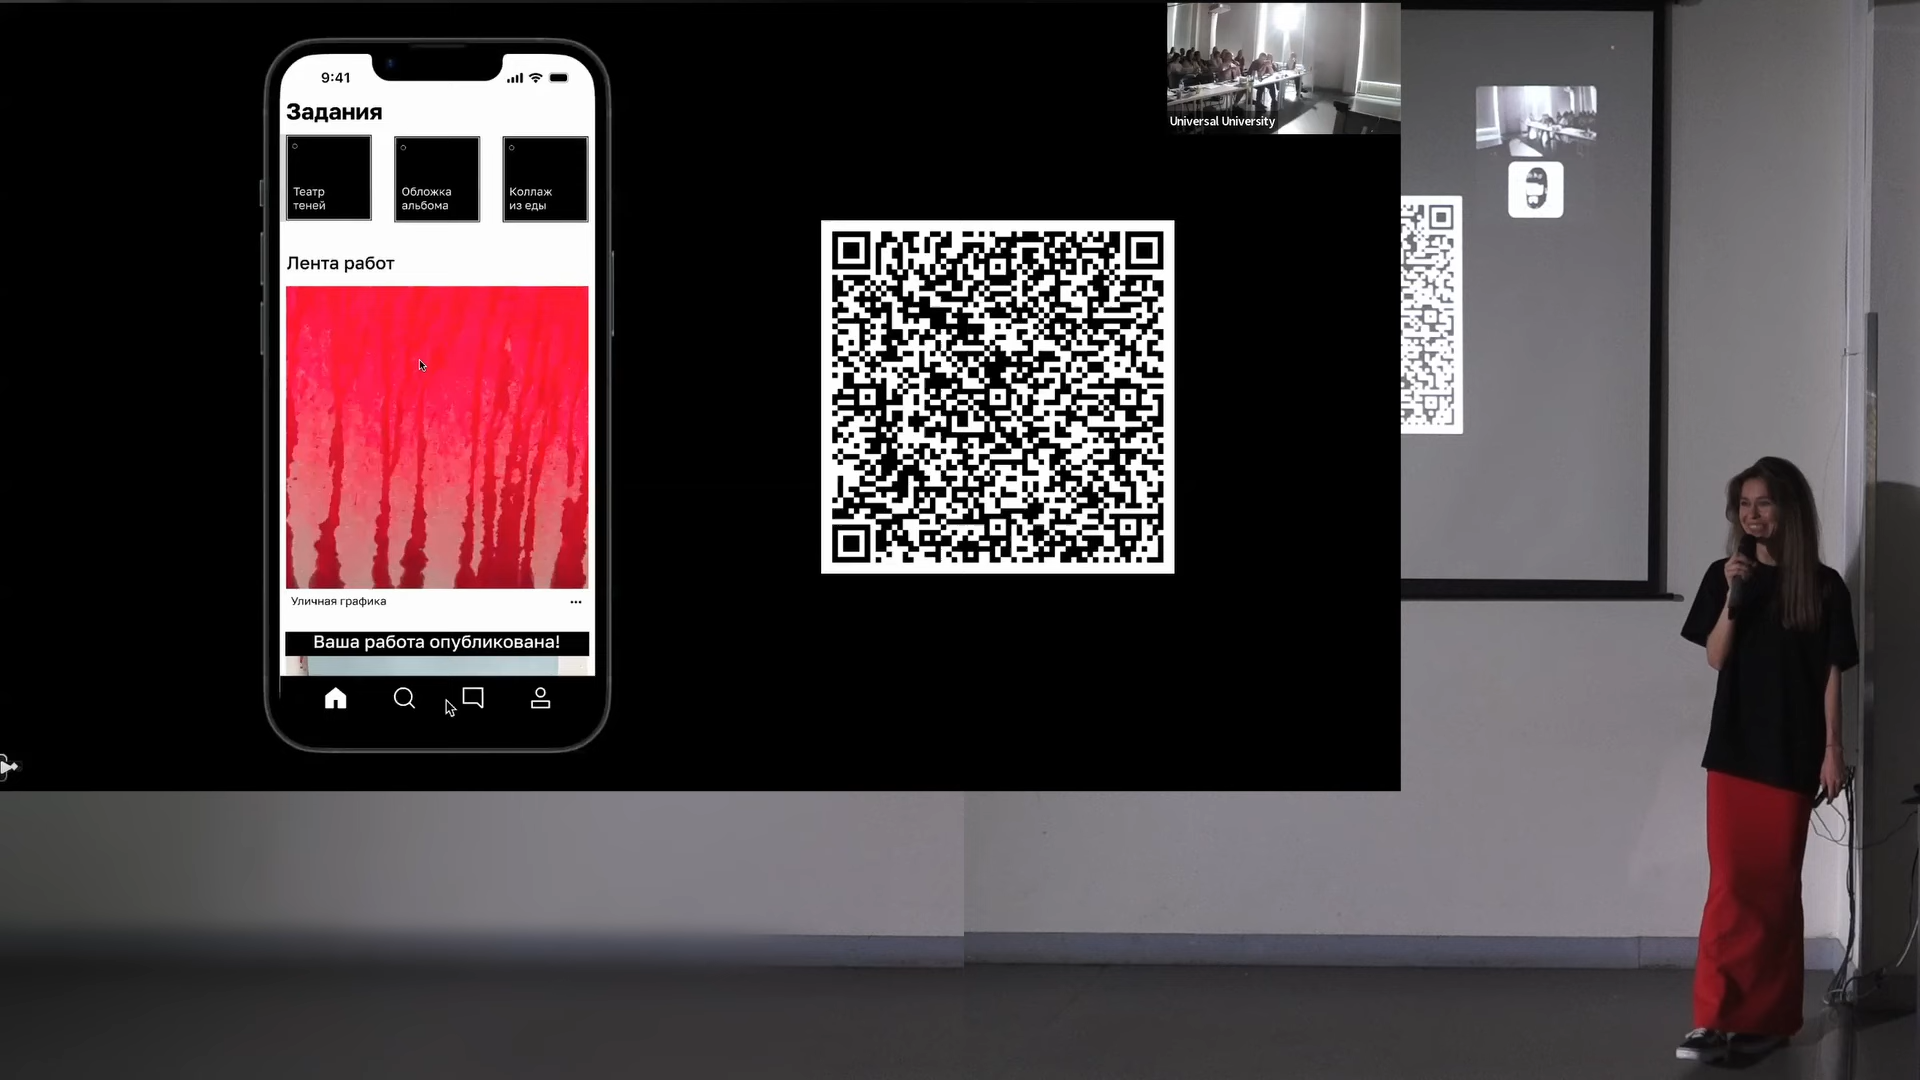 9:41
Задания
Театр
теней
Обложка
альбома
Коллаж
из еды
Лента работ
Уличная графика
Ваша работа опубликована!
Universal University